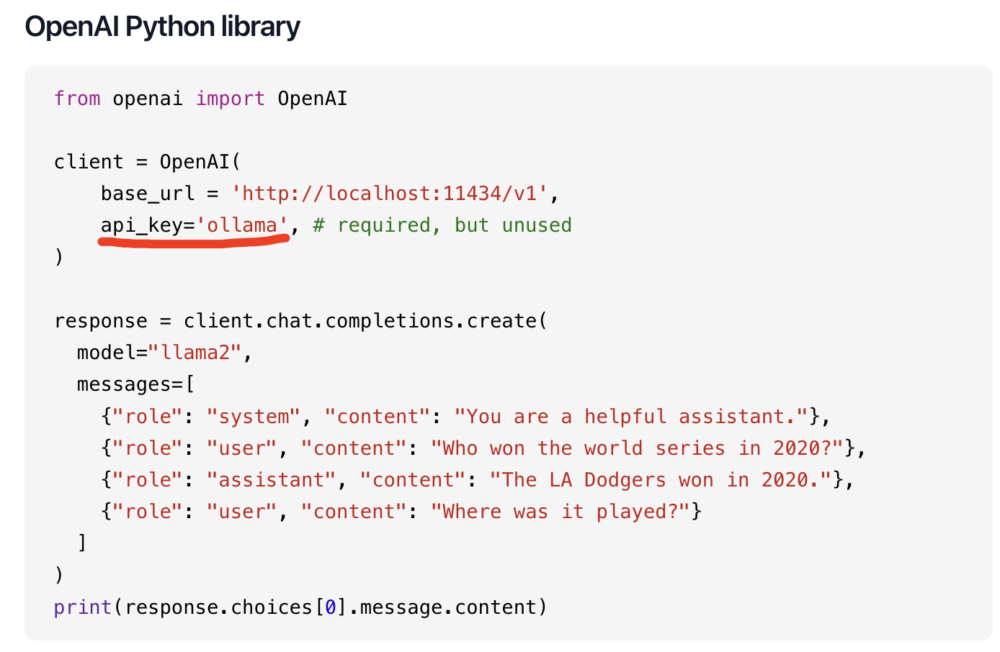 OpenAI Python library
from openai import OpenAI
client = OpenAI(
    base_url = 'http://localhost:11434/v1',
    api_key='ollama', # required, but unused
)
response = client.chat.completions.create(
  model="llama2",
  messages=[
    {"role": "system", "content": "You are a helpful assistant."},
    {"role": "user", "content": "Who won the world series in 2020?"},
    {"role": "assistant", "content": "The LA Dodgers won in 2020."},
    {"role": "user", "content": "Where was it played?"}
  ]
)
print(response.choices[0].message.content)